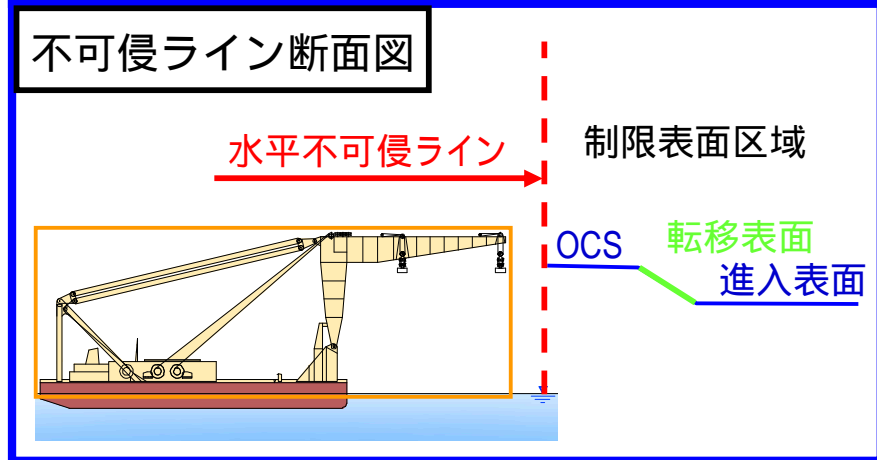 不可侵ライン断面図
水平不可侵ライン
制限表面区域
OCS
転移表面
進入表面